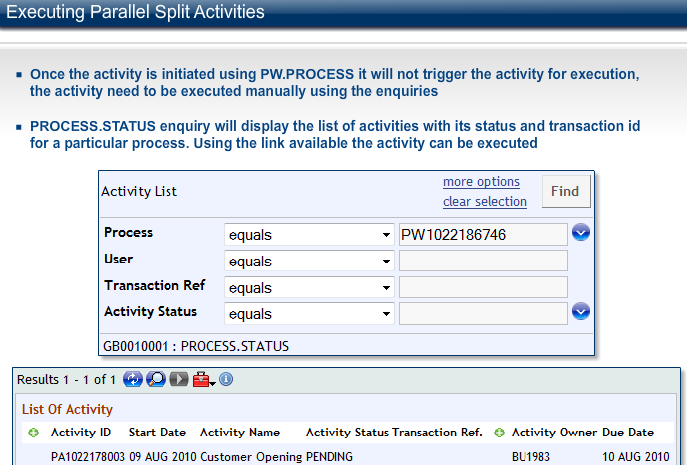 Executing Parallel Split Activities
Once the activity is initiated using PW.PROCESS it will not trigger the activity for execution,
the activity need to be executed manually using the enquiries
PROCESS.STATUS enquiry will display the list of activities with its status and transaction id
for a particular process. Using the link available the activity can be executed
Activity List more options Find
clear selection
Process equals PW1022186746
User equals
Transaction Ref equals
Activity Status equals
GB0010001 : PROCESS.STATUS
Results 1 - 1 of 1
List Of Activity
Activity ID Start Date Activity Name Activity Status Transaction Ref. Activity Owner Due Date
PA1022178003 09 AUG 2010 Customer Opening PENDING BU1983 10 AUG 2010